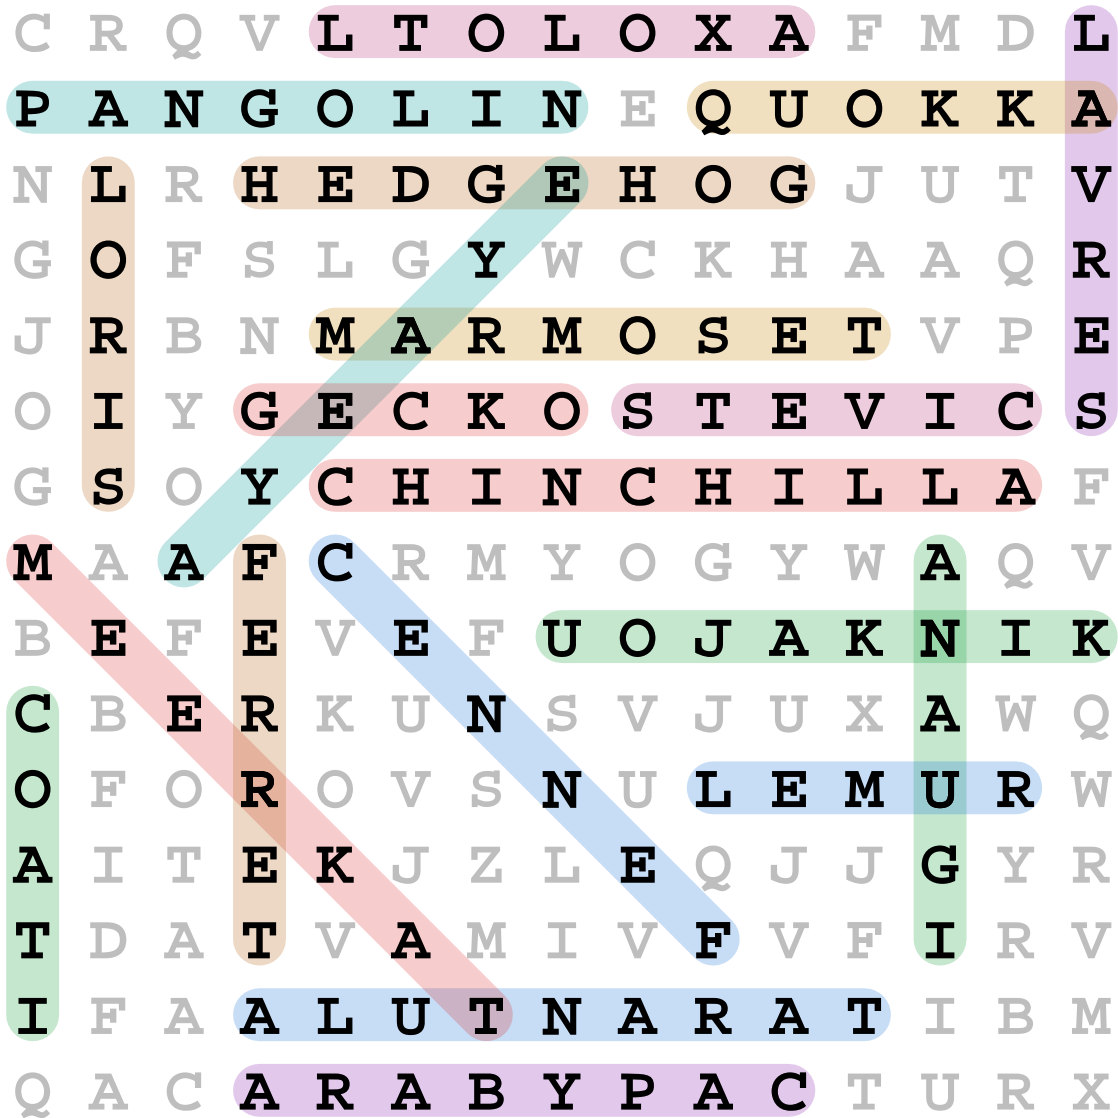 C R Q V L T O L O X A F M D L
P A N G O L I N E Q U O K K A
N L R H E D G E H O G J U T V
G O F S L G Y W C K H A A Q R
J R B N M A R M O S E T V P E
O I Y G E C K O S T E V I C S
G S O Y C H I N C H I L L A F
M A A F C R M Y O G Y W A Q V
B E F E V E F U O J A K N I K
C B E R K U N S V J U X A W Q
O F O R O V S N U L E M U R W
A I T E K J Z L E Q J J G Y R
T D A T V A M I V F V F I R V
I F A A L U T N A R A T I B M
Q A C A R A B Y P A C T U R X